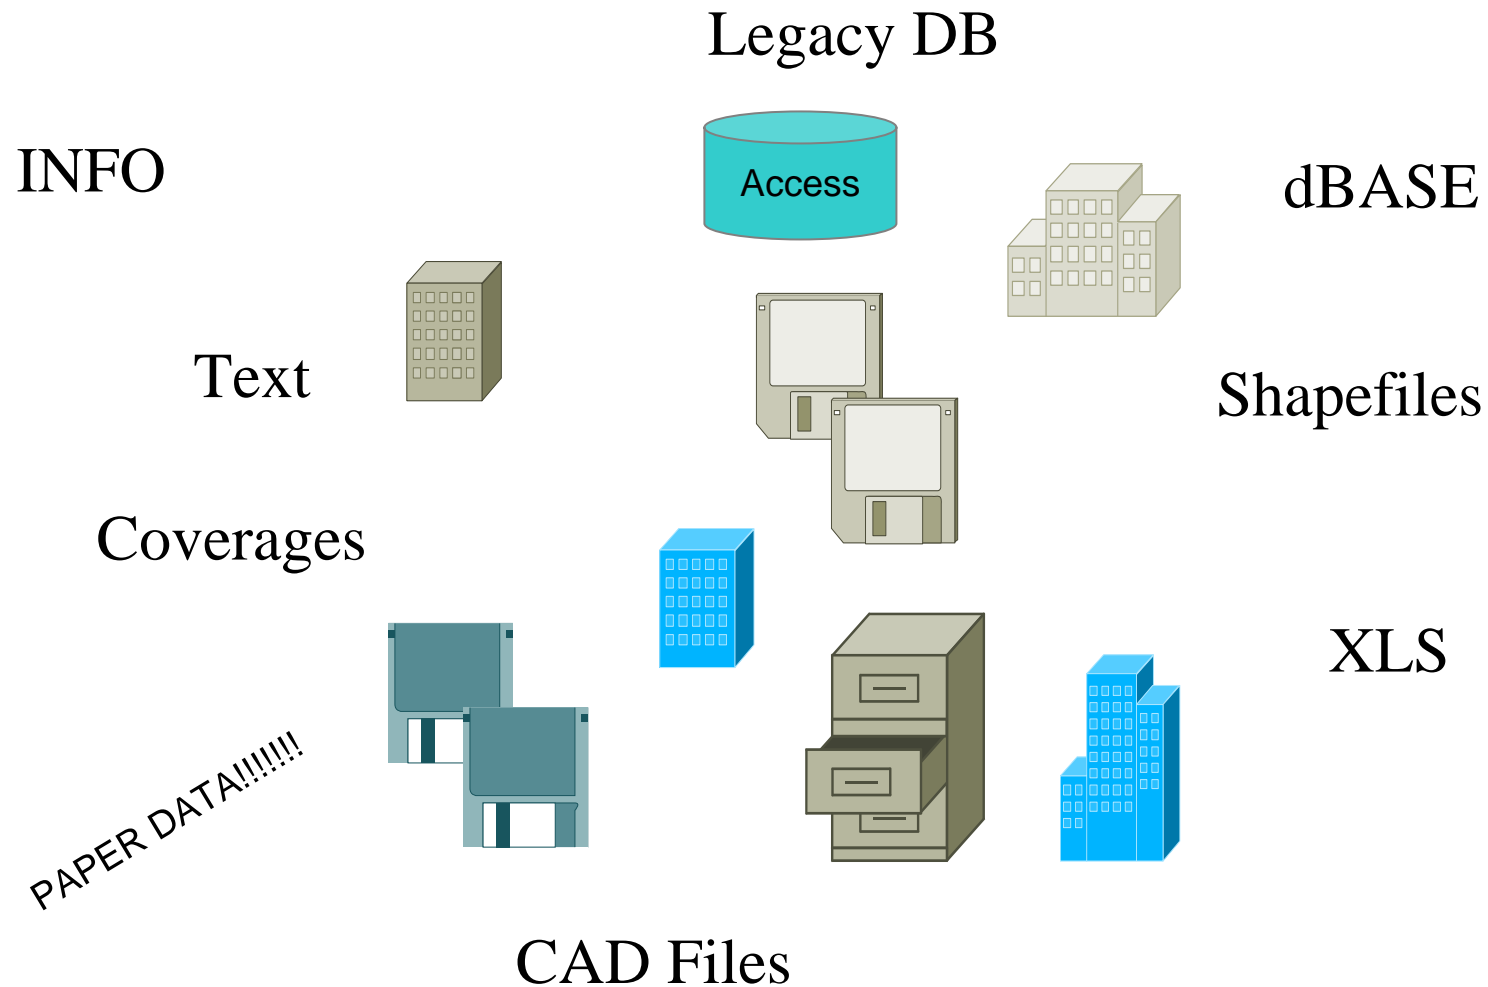 Legacy DB
INFO
Access
dBASE
Text
Shapefiles
Coverages
XLS
PAPER DATA!!!!!!!
CAD Files